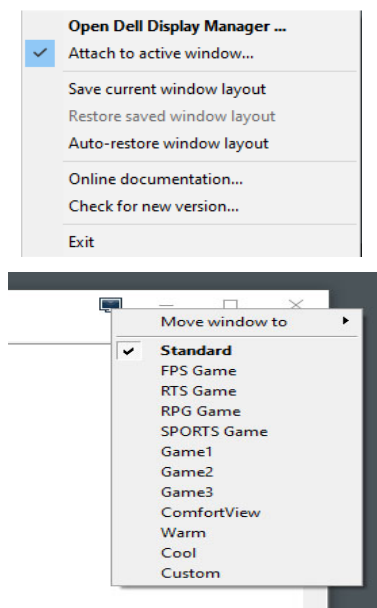 Open Dell Display Manager ...
Attach to active window...
Save current window layout
Restore saved window layout
Auto-restore window layout
Online documentation...
Check for new version...
Exit
Move window to
Standard
FPS Game
RTS Game
RPG Game
SPORTS Game
Game1
Game2
Game3
ComfortView
Warm
Cool
Custom